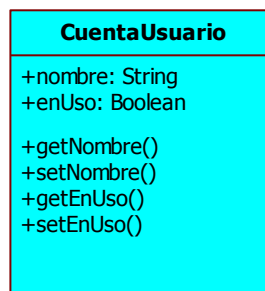 CuentaUsuario
+nombre: String
+enUso: Boolean
+getNombre()
+setNombre()
+getEnUso()
+setEnUso()